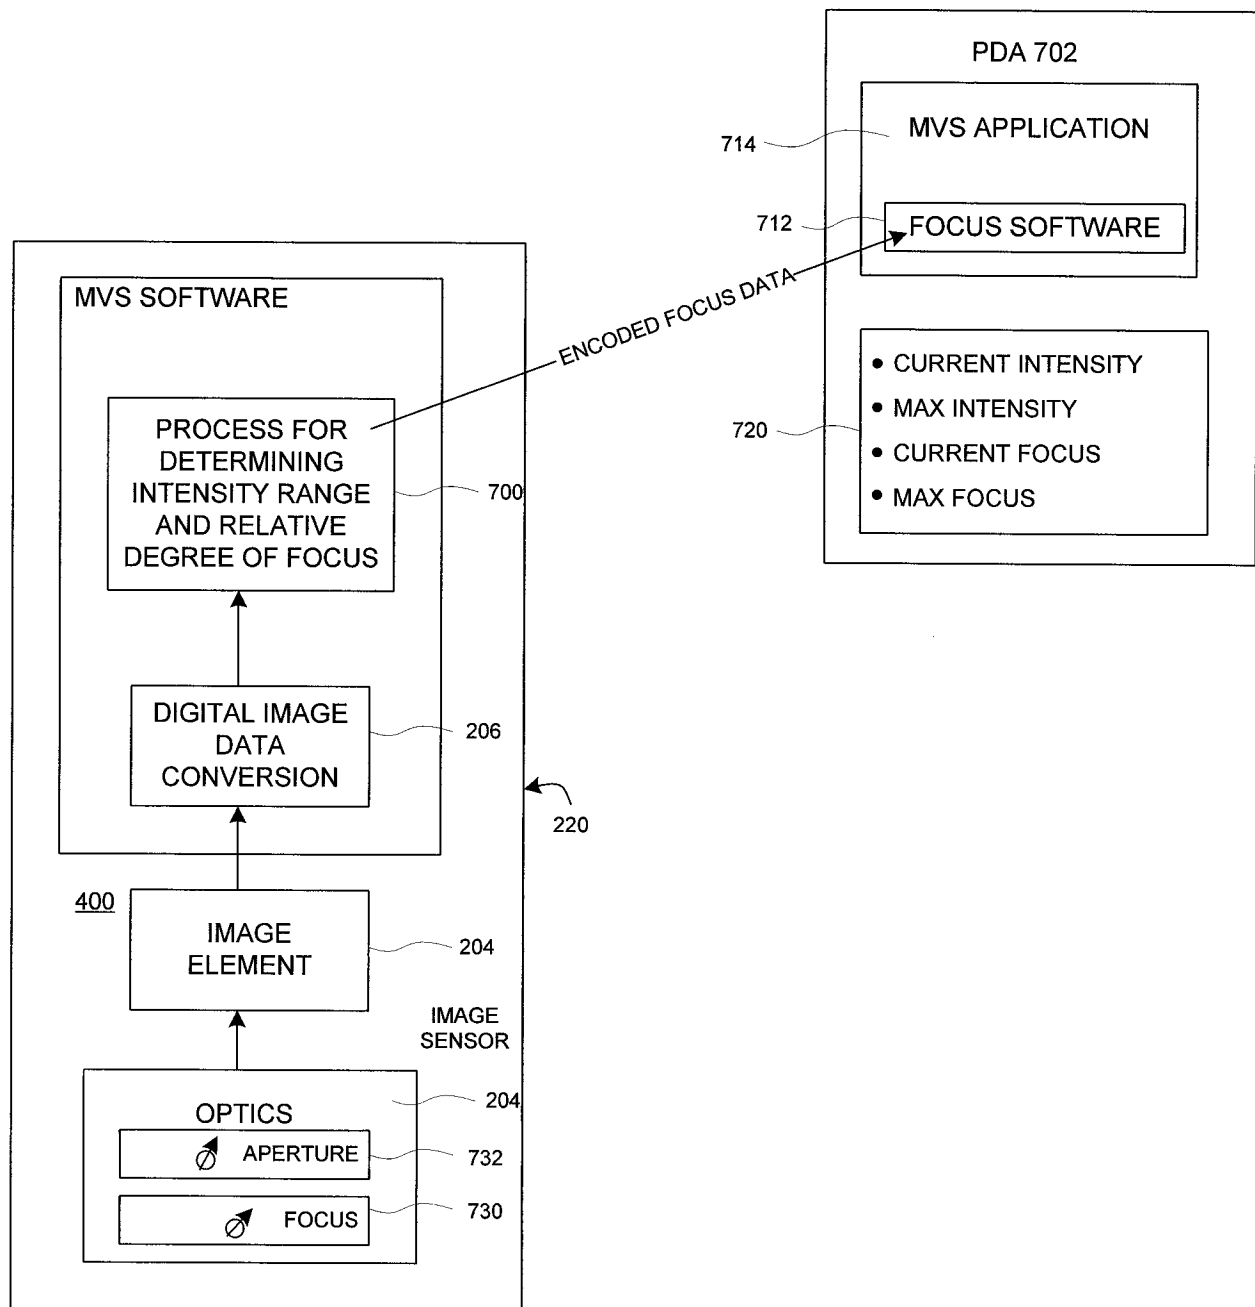 PDA 702
MVS APPLICATION
714
712
FOCUS SOFTWARE
ENCODED FOCUS DATA
• CURRENT INTENSITY
• MAX INTENSITY
• CURRENT FOCUS
• MAX FOCUS
720
MVS SOFTWARE
PROCESS FOR
DETERMINING
INTENSITY RANGE
AND RELATIVE
DEGREE OF FOCUS
700
DIGITAL IMAGE
DATA
CONVERSION
206
220
400
IMAGE
ELEMENT
204
IMAGE
SENSOR
OPTICS
204
APERTURE
732
FOCUS
730